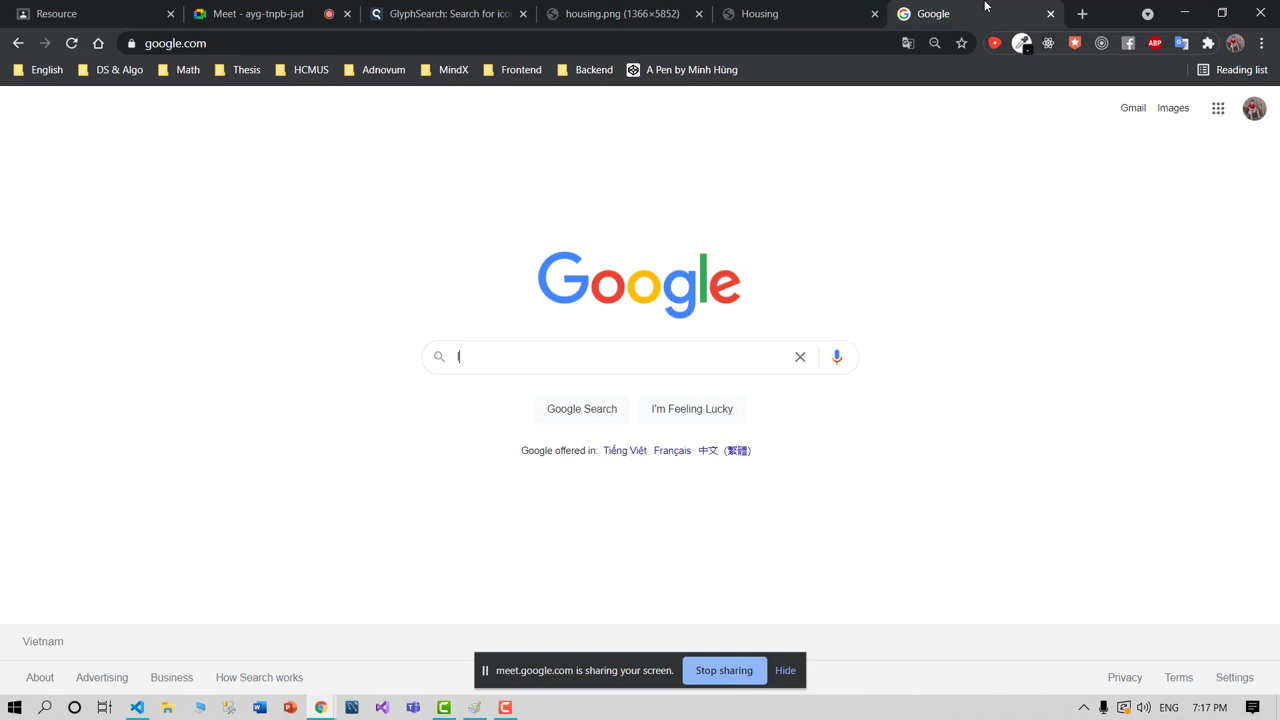 Resource
Meet - ayg-tnpb-jad
GlyphSearch: Search for ico
housing.png (1366×5852)
Housing
Google
google.com
ABP
English
DS & Algo
Math
Thesis
HCMUS
Adnovum
MindX
Frontend
Backend
A Pen by Minh Hùng
Reading list
Gmail
Images
Google
l
Google Search
I'm Feeling Lucky
Google offered in: Tiếng Việt Français 中文（繁體）
Vietnam
meet.google.com is sharing your screen.
Stop sharing
Hide
About
Advertising
Business
How Search works
Privacy
Terms
Settings
ENG
7:17 PM